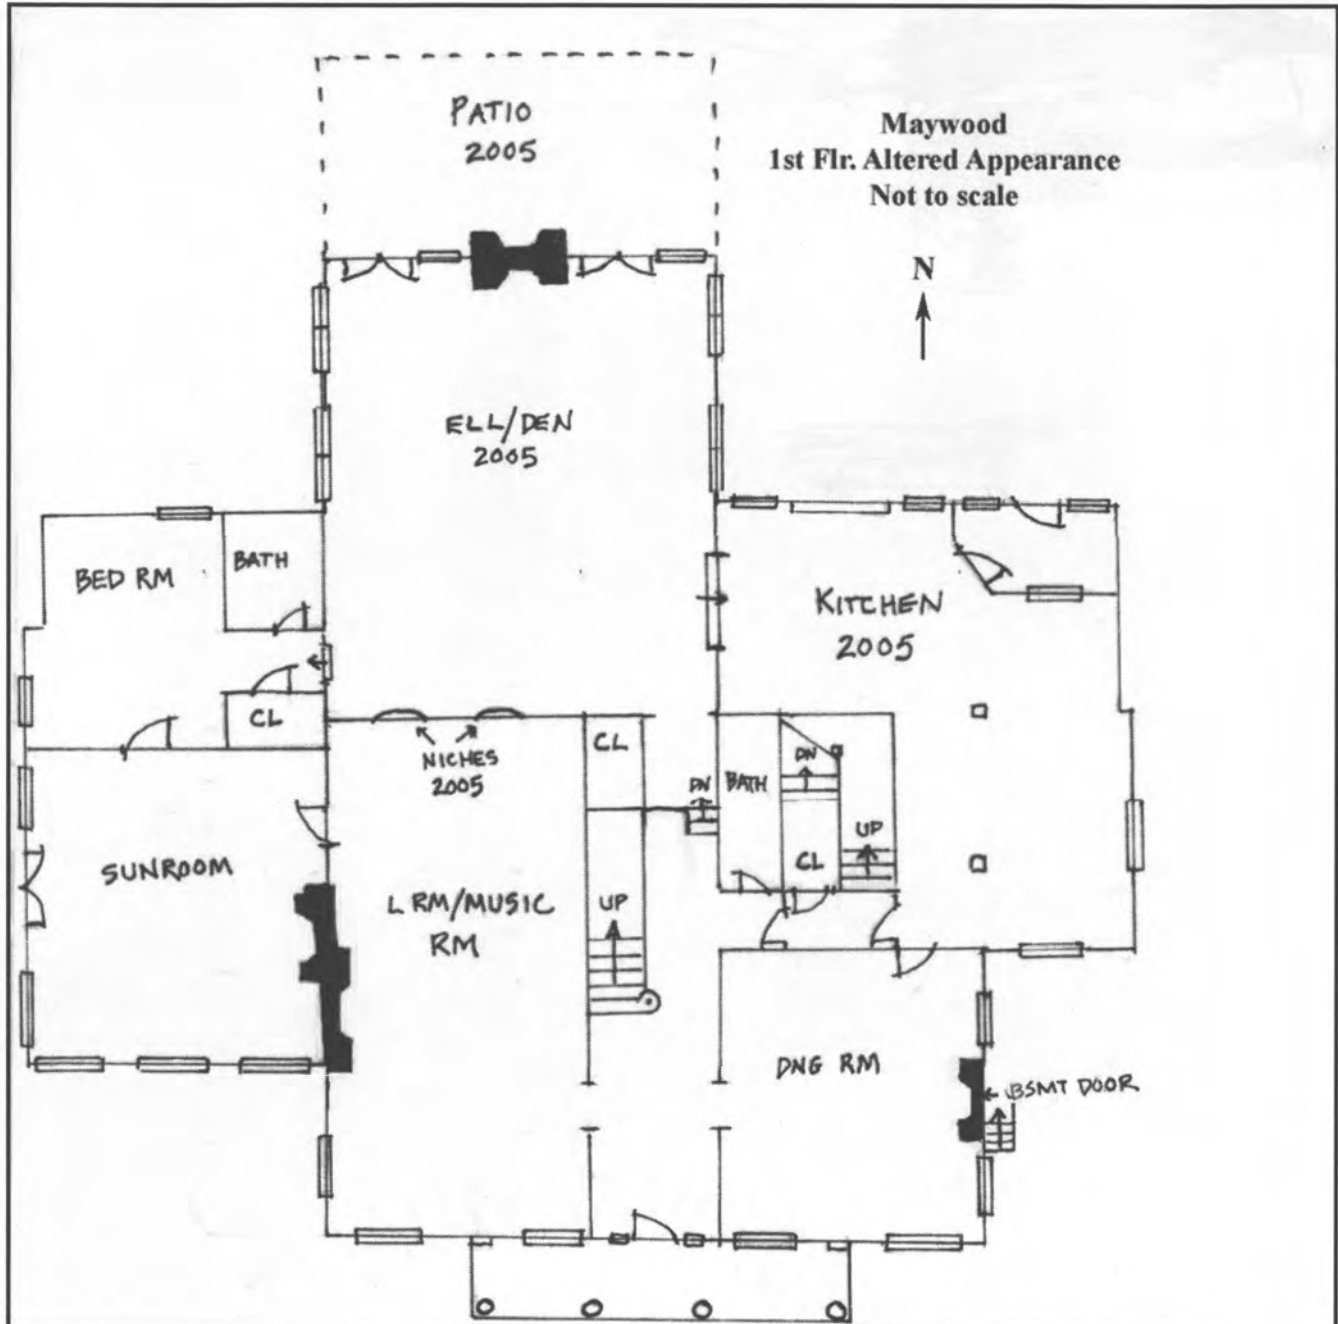 PATIO
2005
Maywood
1st Flr. Altered Appearance
Not to scale
N
ELL/DEN
2005
BED RM
BATH
KITCHEN
2005
CL
NICHES
2005
CL
DN
BATH
DN
UP
CL
SUNROOM
L RM/MUSIC
RM
UP
DNG RM
BSMT DOOR